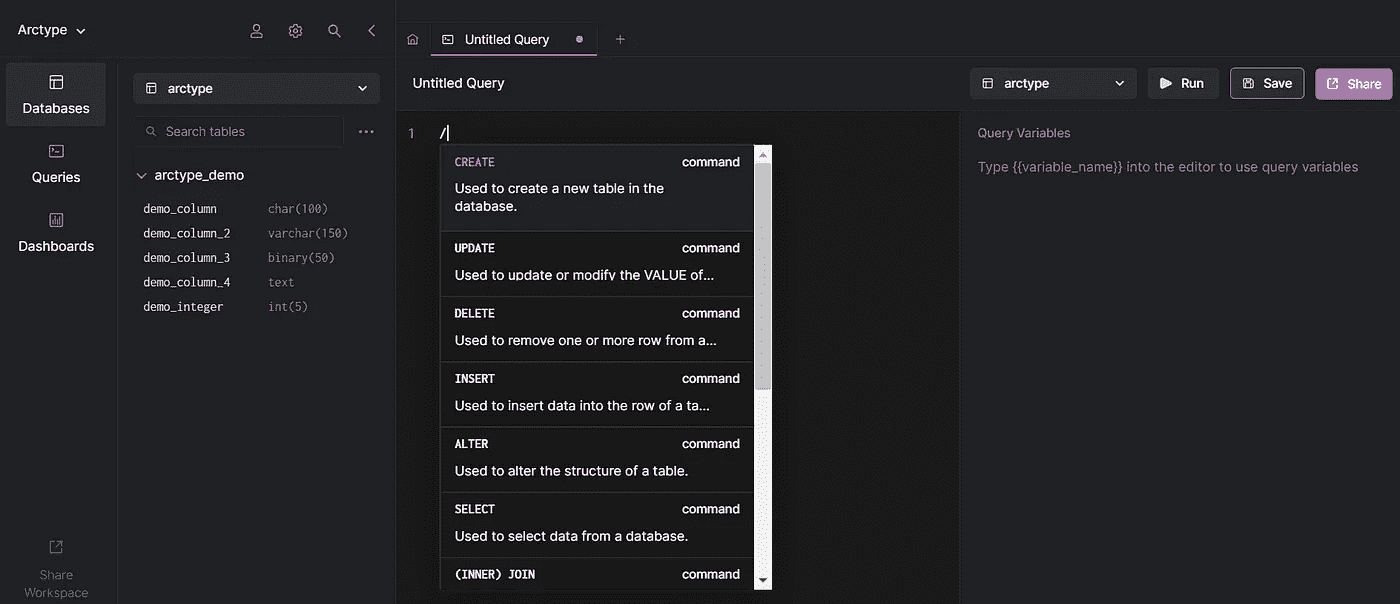 Arctype
Databases
Queries
Dashboards
Share
Workspace
arctype
Search tables
arctype_demo
demo_column char(100)
demo_column_2 varchar(150)
demo_column_3 binary(50)
demo_column_4 text
demo_integer int(5)
Untitled Query
Untitled Query
arctype
Run
Save
Share
1 /
CREATE command
Used to create a new table in the
database.
UPDATE command
Used to update or modify the VALUE of...
DELETE command
Used to remove one or more row from a...
INSERT command
Used to insert data into the row of a ta...
ALTER command
Used to alter the structure of a table.
SELECT command
Used to select data from a database.
(INNER) JOIN command
Query Variables
Type {{variable_name}} into the editor to use query variables